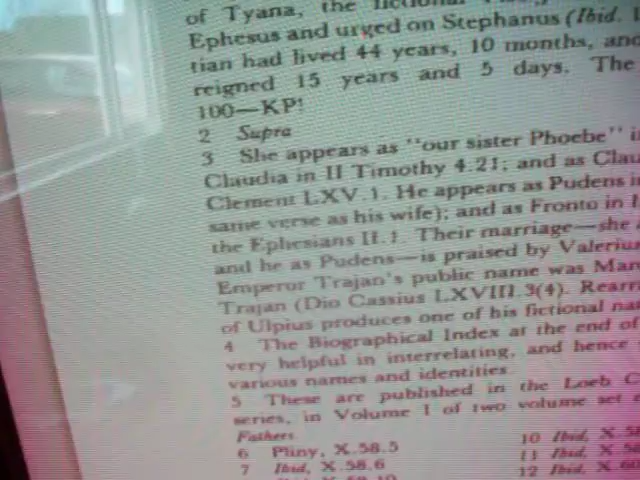 of Tyana, the fictional
Ephesus and urged on Stephanus (Ibid.
tian had lived 44 years, 10 months, and
reigned 15 years and 5 days. The
100—KP!
2 Supra
3 She appears as "our sister Phoebe" i
Claudia in II Timothy 4.21; and as Clau
Clement LXV.1. He appears as Pudens i
same verse as his wife); and as Fronto in
the Ephesians II.1. Their marriage—she
and he as Pudens—is praised by Valeriu
Emperor Trajan's public name was Mar
Trajan (Dio Cassius LXVIII.3(4). Rearr
of Ulpius produces one of his fictional na
4 The Biographical Index at the end of
very helpful in interrelating, and hence
various names and identities.
5 These are published in the Loeb C
series, in Volume I of two volume set
Fathers
6 Pliny, X.58.5
7 Ibid, X.58.6
10 Ibid, X.58
11 Ibid, X.
12 Ibid, X.60